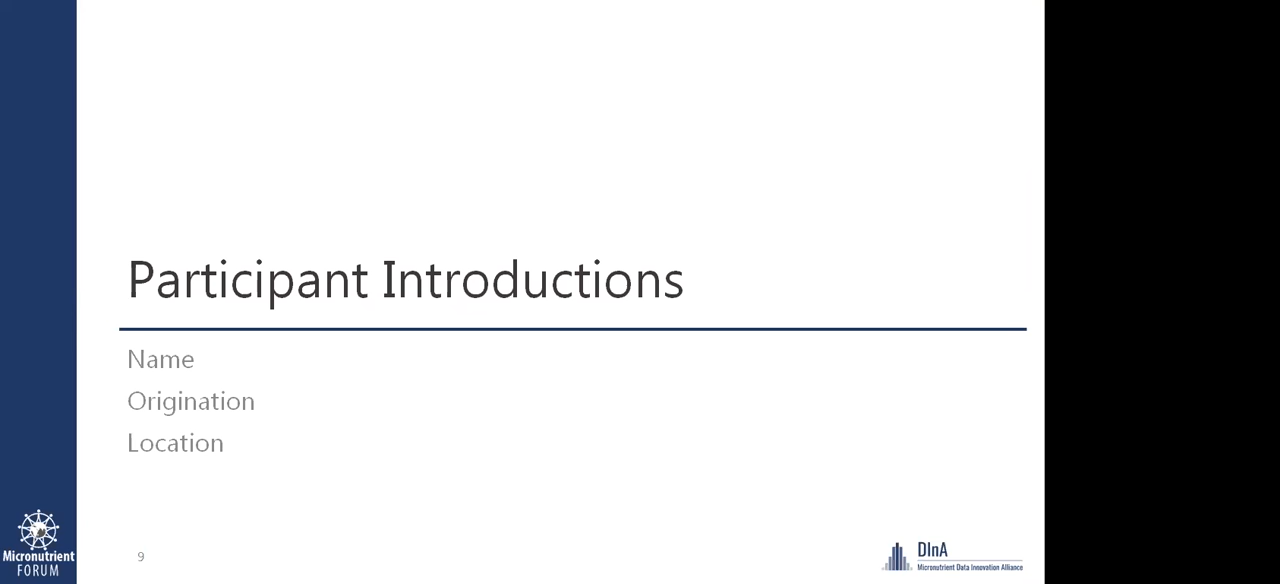 Participant Introductions
Name
Origination
Location
Micronutrient
FORUM
9
DInA
Micronutrient Data Innovation Alliance